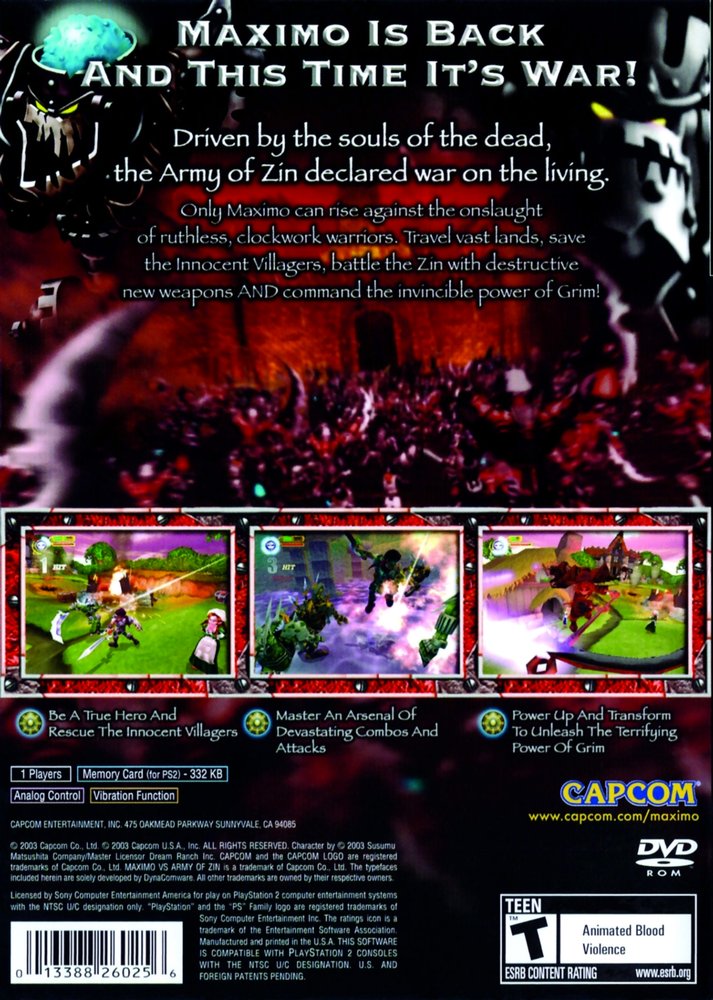 MAXIMO IS BACK
AND THIS TIME IT'S WAR!
Driven by the souls of the dead,
the Army of Zin declared war on the living.
Only Maximo can rise against the onslaught
of ruthless, clockwork warriors. Travel vast lands, save
the Innocent Villagers, battle the Zin with destructive
new weapons AND command the invincible power of Grim!
1 HIT
3 HIT
Be A True Hero And
Rescue The Innocent Villagers
Master An Arsenal Of
Devastating Combos And
Attacks
Power Up And Transform
To Unleash The Terrifying
Power Of Grim
1 Players
Memory Card (for PS2) - 332 KB
Analog Control
Vibration Function
CAPCOM
www.capcom.com/maximo
CAPCOM ENTERTAINMENT, INC. 475 OAKMEAD PARKWAY SUNNYVALE, CA 94085
© 2003 Capcom Co., Ltd. © 2003 Capcom U.S.A., Inc. ALL RIGHTS RESERVED. Character by © 2003 Susumu
Matsushita Company/Master Licensor Dream Ranch Inc. CAPCOM and the CAPCOM LOGO are registered
trademarks of Capcom Co., Ltd. MAXIMO VS ARMY OF ZIN is a trademark of Capcom Co., Ltd. The typefaces
included herein are solely developed by DynaComware. All other trademarks are owned by their respective owners.
Licensed by Sony Computer Entertainment America for play on PlayStation 2 computer entertainment systems
with the NTSC U/C designation only. "PlayStation" and the "PS" Family logo are registered trademarks of
Sony Computer Entertainment Inc. The ratings icon is a
trademark of the Entertainment Software Association.
Manufactured and printed in the U.S.A. THIS SOFTWARE
IS COMPATIBLE WITH PLAYSTATION 2 CONSOLES
WITH THE NTSC U/C DESIGNATION. U.S. AND
FOREIGN PATENTS PENDING.
0 13388 26025 6
DVD
ROM
TEEN
T
TM
Animated Blood
Violence
ESRB CONTENT RATING
www.esrb.org